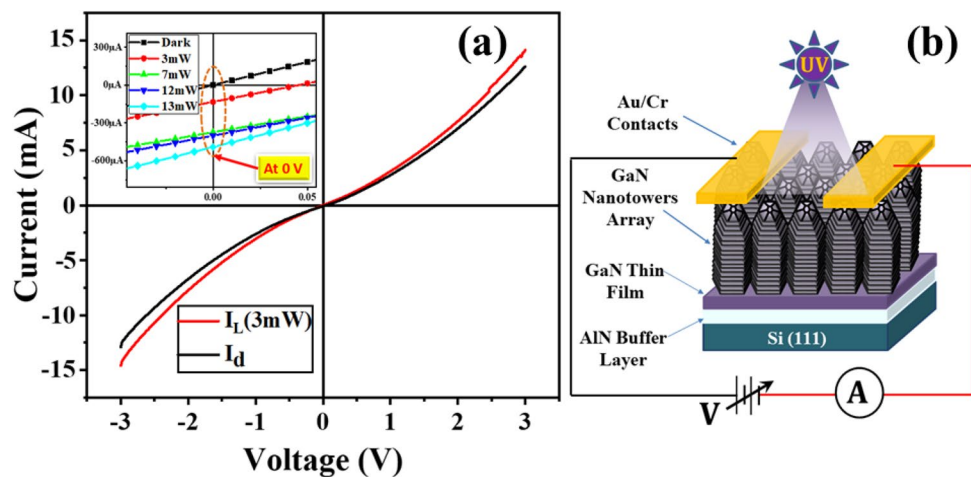 (a)
15
10
5
0
-5
-10
-15
Current (mA)
-3
-2
-1
0
1
2
3
Voltage (V)
300µA
0µA
-300µA
-600µA
Dark
3mW
7mW
12mW
13mW
At 0 V
0.00
0.05
I_L(3mW)
I_d
(b)
UV
Au/Cr
Contacts
GaN
Nanotowers
Array
GaN Thin
Film
AlN Buffer
Layer
Si (111)
V
A